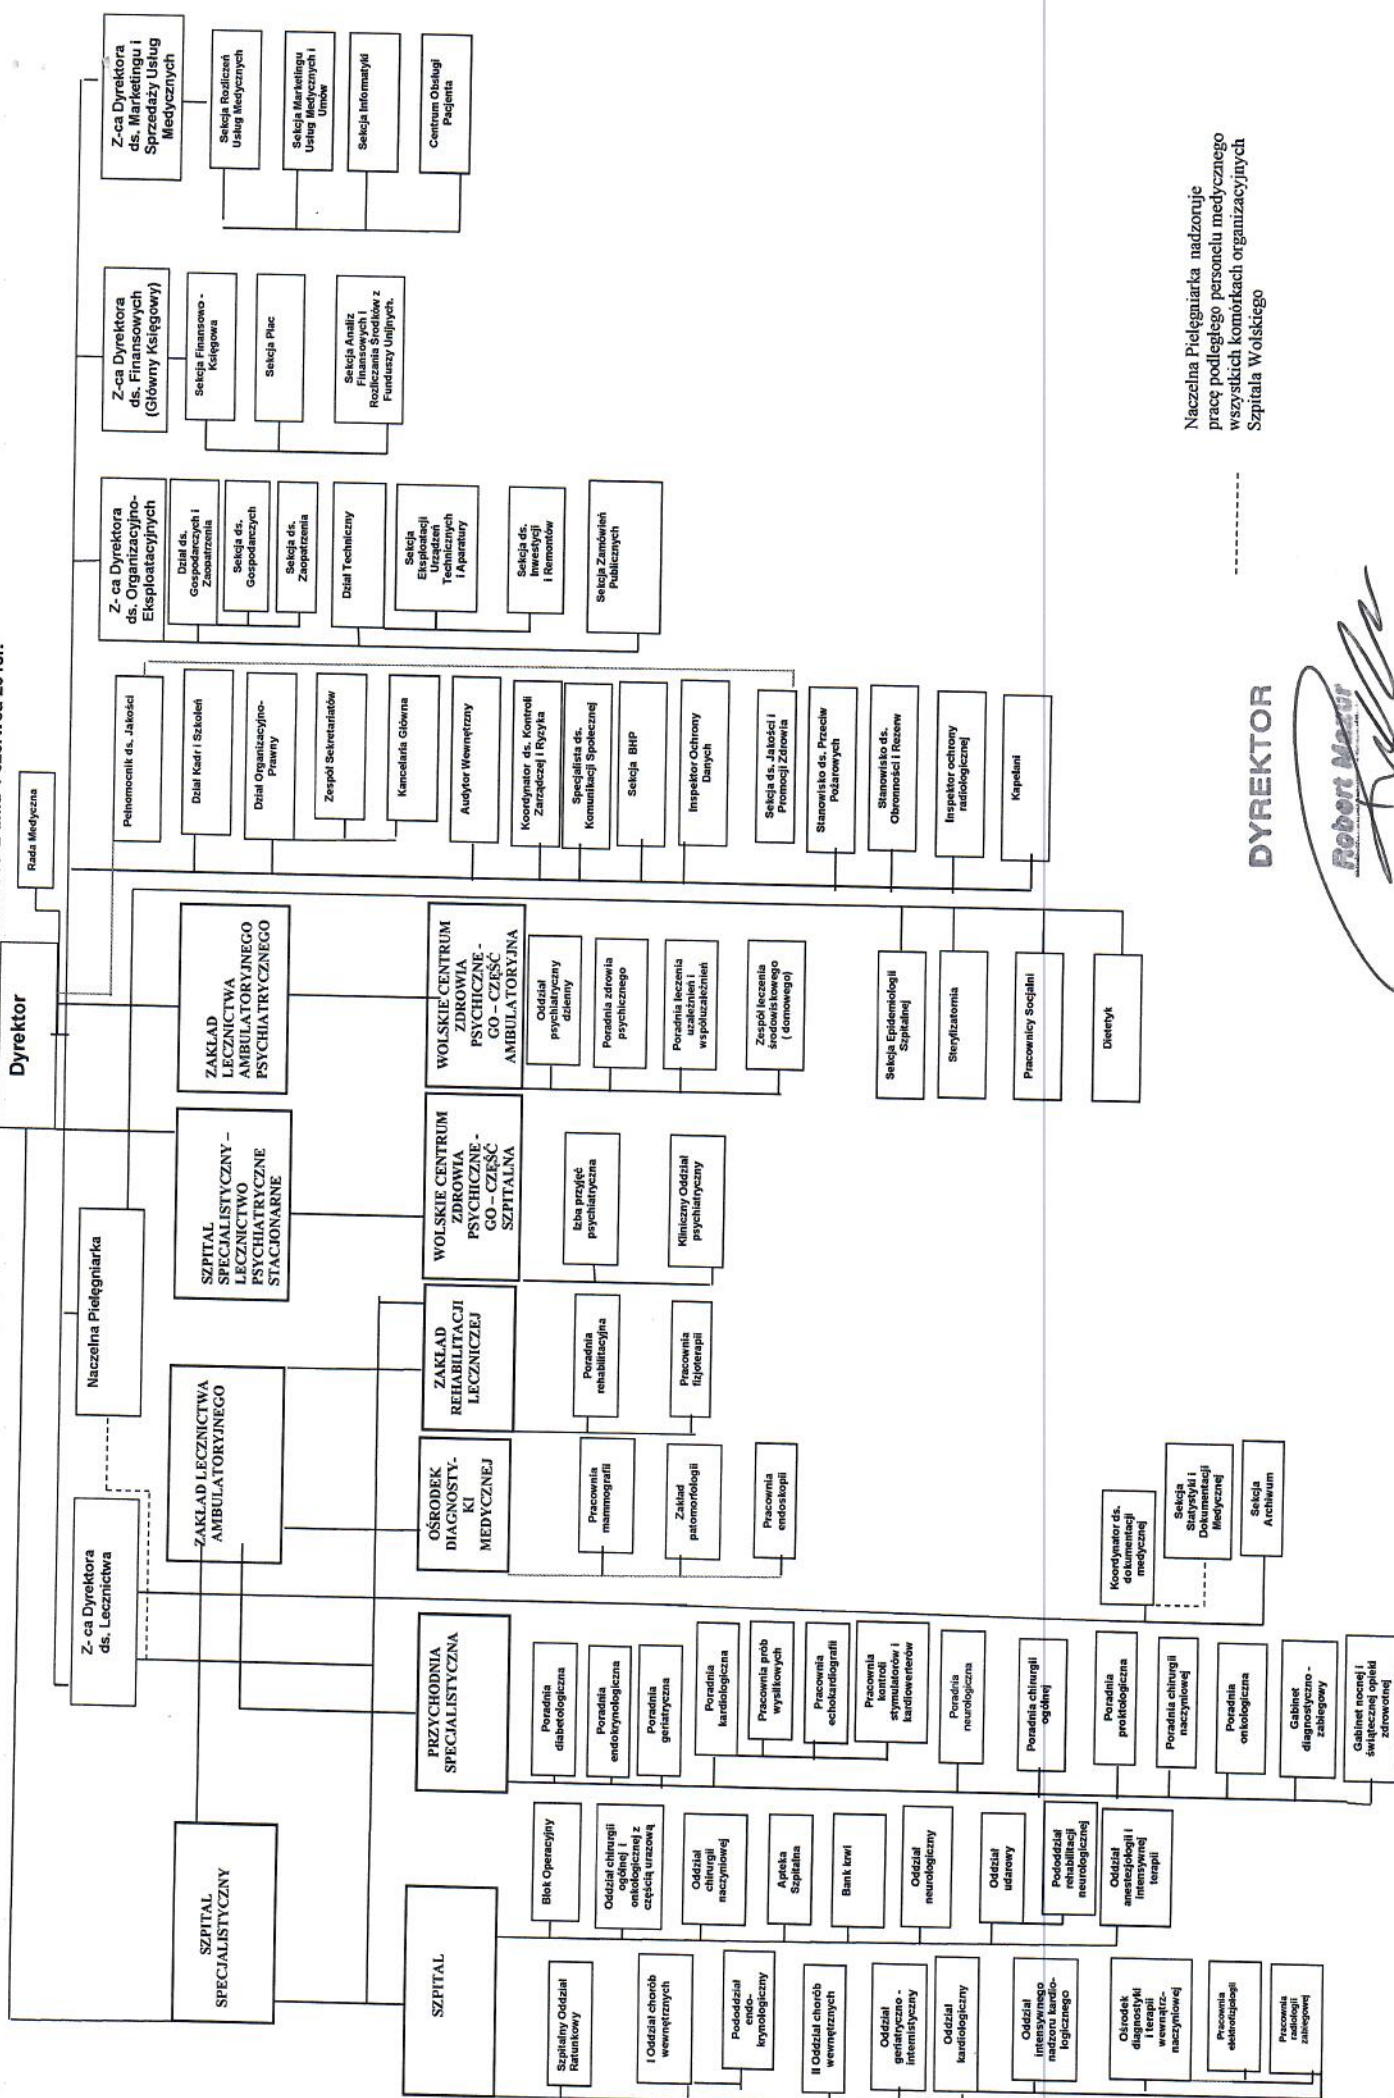 Dyrektor
Rada Medyczna
Z- ca Dyrektora
ds. Lecznictwa
Naczelna Pielęgniarka
Pełnomocnik ds. Jakości
Z- ca Dyrektora
ds. Organizacyjno-
Eksploatacyjnych
Z-ca Dyrektora
ds. Finansowych
(Główny Księgowy)
Z-ca Dyrektora
ds. Marketingu i
Sprzedaży Usług
Medycznych
SZPITAL
SPECJALISTYCZNY
ZAKŁAD LECZNICTWA
AMBULATORYJNEGO
SZPITAL
SPECJALISTYCZNY –
LECZNICTWO
PSYCHIATRYCZNE
STACJONARNE
ZAKŁAD
LECZNICTWA
AMBULATORYJNEGO
PSYCHIATRYCZNEGO
SZPITAL
PRZYCHODNIA
SPECJALISTYCZNA
OŚRODEK
DIAGNOSTY-
KI
MEDYCZNEJ
ZAKŁAD
REHABILITACJI
LECZNICZEJ
WOLSKIE CENTRUM
ZDROWIA
PSYCHICZNE -
GO – CZĘŚĆ
SZPITALNA
WOLSKIE CENTRUM
ZDROWIA
PSYCHICZNE -
GO – CZĘŚĆ
AMBULATORYJNA
Szpitalny Oddział
Ratunkowy
I Oddział chorób
wewnętrznych
Pododdział
endo-
krynologiczny
II Oddział chorób
wewnętrznych
Oddział
geriatryczno -
internistyczny
Oddział
kardiologiczny
Oddział
intensywnego
nadzoru kardio-
logicznego
Ośrodek
diagnostyki
i terapii
wewnątrz-
naczyniowej
Pracownia
elektrofizjologii
Pracownia
radiologii
zabiegowej
Blok Operacyjny
Oddział chirurgii
ogólnej i
onkologicznej z
częścią urazową
Oddział
chirurgii
naczyniowej
Apteka
Szpitalna
Bank krwi
Oddział
neurologiczny
Oddział
udarowy
Pododdział
rehabilitacji
neurologicznej
Oddział
anestezjologii i
intensywnej
terapii
Poradnia
diabetologiczna
Poradnia
endokrynologiczna
Poradnia
geriatryczna
Poradnia
kardiologiczna
Pracownia prób
wysiłkowych
Pracownia
echokardiografii
Pracownia
kontroli
stymulatorów i
kardiowerterów
Poradnia
neurologiczna
Poradnia chirurgii
ogólnej
Poradnia
proktologiczna
Poradnia chirurgii
naczyniowej
Poradnia
onkologiczna
Gabinet
diagnostyczno -
zabiegowy
Gabinet nocnej i
świątecznej opieki
zdrowotnej
Pracownia
mammografii
Zakład
patomorfologii
Pracownia
endoskopii
Koordynator ds.
dokumentacji
medycznej
Sekcja
Statystyki i
Dokumentacji
Medycznej
Sekcja
Archiwum
Poradnia
rehabilitacyjna
Pracownia
fizjoterapii
Izba przyjęć
psychiatryczna
Kliniczny Oddział
psychiatryczny
Oddział
psychiatryczny
dzienny
Poradnia zdrowia
psychicznego
Poradnia leczenia
uzależnień i
współuzależnień
Zespół leczenia
środowiskowego
( domowego)
Sekcja Epidemiologii
Szpitalnej
Sterylizatornia
Pracownicy Socjalni
Dietetyk
Dział Kadr i Szkoleń
Dział Organizacyjno-
Prawny
Zespół Sekretariatów
Kancelaria Główna
Audytor Wewnętrzny
Koordynator ds. Kontroli
Zarządczej i Ryzyka
Specjalista ds.
Komunikacji Społecznej
Sekcja BHP
Inspektor Ochrony
Danych
Sekcja ds. Jakości i
Promocji Zdrowia
Stanowisko ds. Przeciw
Pożarowych
Stanowisko ds.
Obronności i Rezerw
Inspektor ochrony
radiologicznej
Kapelani
Dział ds.
Gospodarczych i
Zaopatrzenia
Sekcja ds.
Gospodarczych
Sekcja ds.
Zaopatrzenia
Dział Techniczny
Sekcja
Eksploatacji
Urządzeń
Technicznych
i Aparatury
Sekcja ds.
Inwestycji
i Remontów
Sekcja Zamówień
Publicznych
Sekcja Finansowo -
Księgowa
Sekcja Płac
Sekcja Analiz
Finansowych i
Rozliczania Środków z
Funduszy Unijnych.
Sekcja Rozliczeń
Usług Medycznych
Sekcja Marketingu
Usług Medycznych i
Umów
Sekcja Informatyki
Centrum Obsługi
Pacjenta
Naczelna Pielęgniarka nadzoruje
pracę podległego personelu medycznego
wszystkich komórkach organizacyjnych
Szpitala Wolskiego
DYREKTOR
Robert Mazur